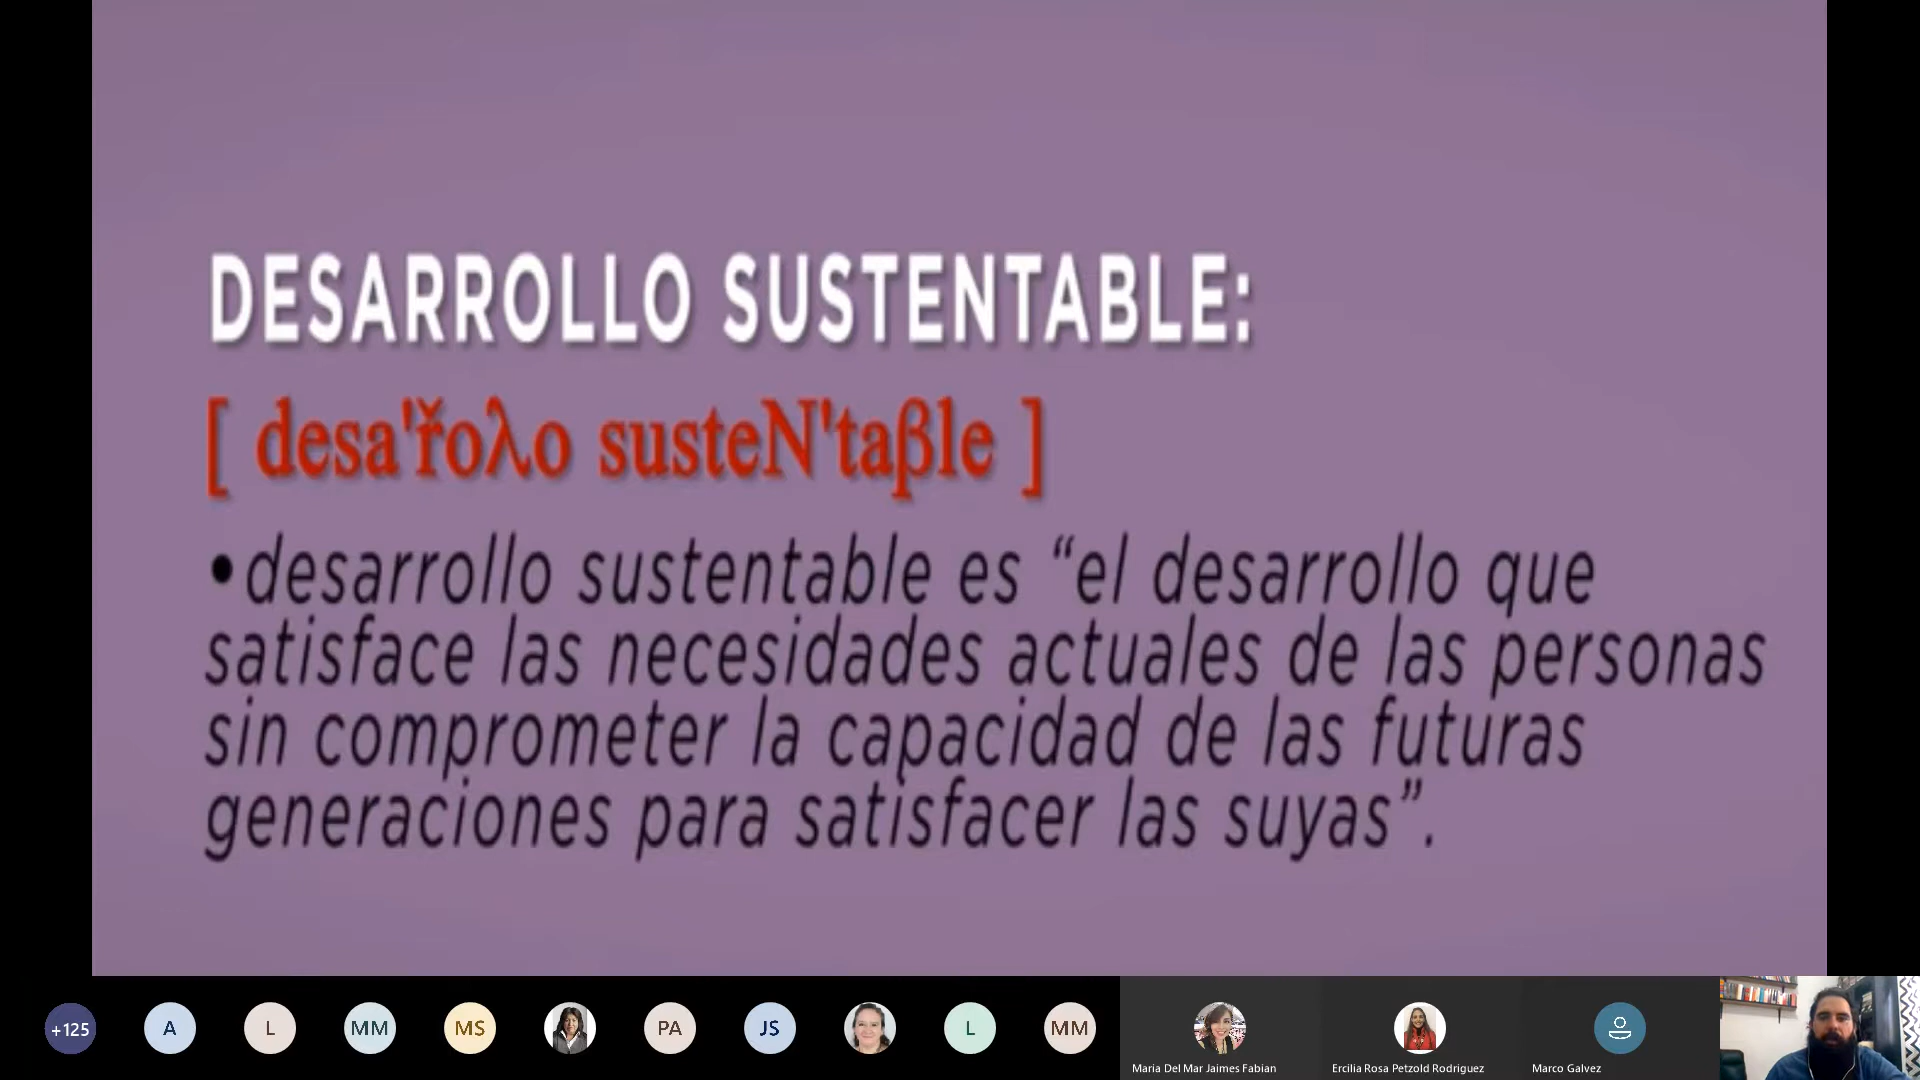 DESARROLLO SUSTENTABLE:
[ desa'řoλo susteN'taβle ]
•desarrollo sustentable es “el desarrollo que
satisface las necesidades actuales de las personas
sin comprometer la capacidad de las futuras
generaciones para satisfacer las suyas”.
+125
A
L
MM
MS
PA
JS
L
MM
Maria Del Mar Jaimes Fabian
Ercilia Rosa Petzold Rodriguez
Marco Galvez